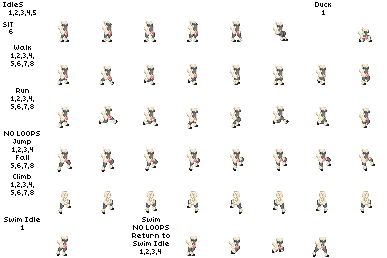 IdleS
1,2,3,4,5
Duck
1
SIT
6
Walk
1,2,3,4,
5,6,7,8
Run
1,2,3,4,
5,6,7,8
NO LOOPS
Jump
1,2,3,4
Fall
5,6,7,8
Climb
1,2,3,4,
5,6,7,8
Swim Idle
1
Swim
NO LOOPS
Return to
Swim Idle
1,2,3,4